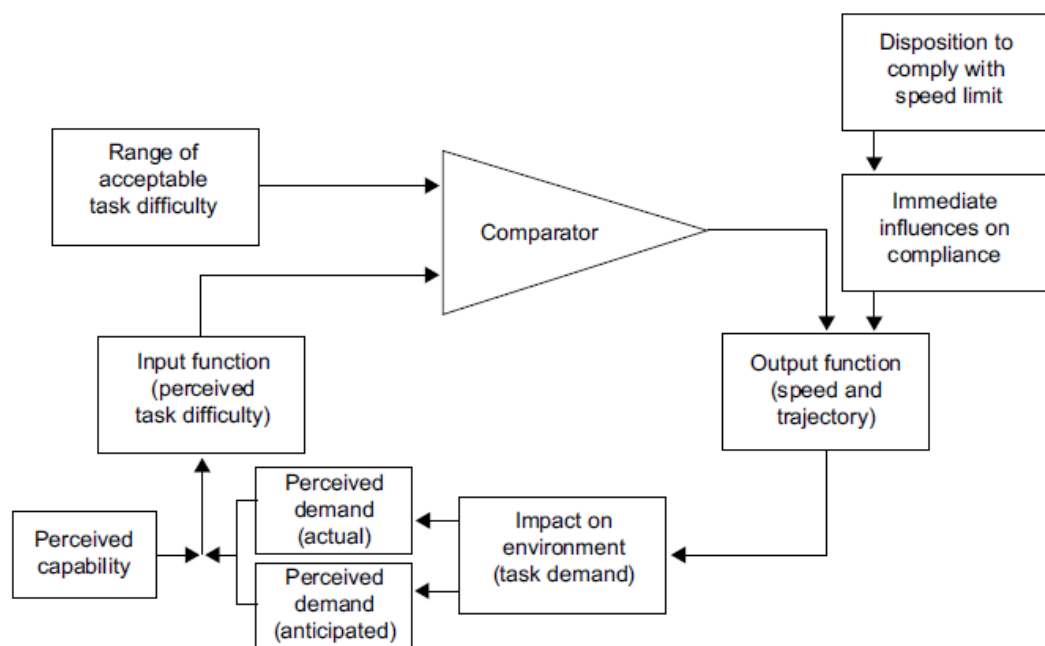 Disposition to
comply with
speed limit
Range of
acceptable
task difficulty
Comparator
Immediate
influences on
compliance
Input function
(perceived
task difficulty)
Output function
(speed and
trajectory)
Perceived
demand
(actual)
Impact on
environment
(task demand)
Perceived
capability
Perceived
demand
(anticipated)